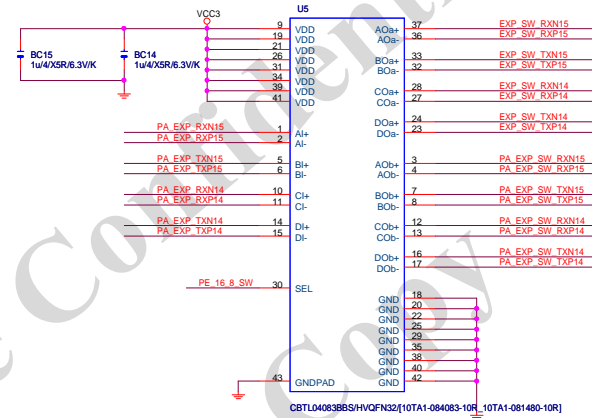 VCC3
U5
BC15
1u/4/X5R/6.3V/K
BC14
1u/4/X5R/6.3V/K
9 VDD
19 VDD
21 VDD
26 VDD
31 VDD
34 VDD
39 VDD
41 VDD
PA_EXP_RXN15 1 AI+
PA_EXP_RXP15 2 AI-
PA_EXP_TXN15 5 BI+
PA_EXP_TXP15 6 BI-
PA_EXP_RXN14 10 CI+
PA_EXP_RXP14 11 CI-
PA_EXP_TXN14 14 DI+
PA_EXP_TXP14 15 DI-
PE_16_8_SW 30 SEL
43 GNDPAD
AOa+ 37 EXP_SW_RXN15
AOa- 36 EXP_SW_RXP15
BOa+ 33 EXP_SW_TXN15
BOa- 32 EXP_SW_TXP15
COa+ 28 EXP_SW_RXN14
COa- 27 EXP_SW_RXP14
DOa+ 24 EXP_SW_TXN14
DOa- 23 EXP_SW_TXP14
AOb+ 3 PA_EXP_SW_RXN15
AOb- 4 PA_EXP_SW_RXP15
BOb+ 7 PA_EXP_SW_TXN15
BOb- 8 PA_EXP_SW_TXP15
COb+ 12 PA_EXP_SW_RXN14
COb- 13 PA_EXP_SW_RXP14
DOb+ 16 PA_EXP_SW_TXN14
DOb- 17 PA_EXP_SW_TXP14
GND 18
GND 20
GND 22
GND 25
GND 29
GND 35
GND 38
GND 40
GND 42
CBTL04083BBS/HVQFN32/[10TA1-084083-10R_10TA1-081480-10R]
Confident
Copy